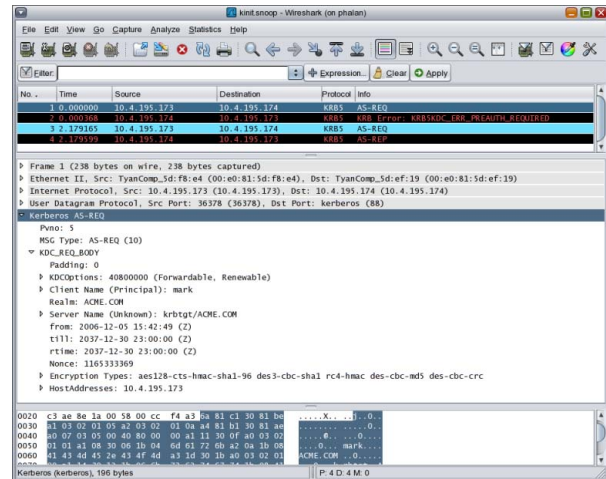 kinit.snoop - Wireshark (on phalan)
File Edit View Go Capture Analyze Statistics Help
Filter: Expression... Clear Apply
No. . Time Source Destination Protocol Info
1 0.000000 10.4.195.173 10.4.195.174 KRB5 AS-REQ
2 0.000368 10.4.195.174 10.4.195.173 KRB5 KRB Error: KRB5KDC_ERR_PREAUTH_REQUIRED
3 2.179165 10.4.195.173 10.4.195.174 KRB5 AS-REQ
4 2.179599 10.4.195.174 10.4.195.173 KRB5 AS-REP
Frame 1 (238 bytes on wire, 238 bytes captured)
Ethernet II, Src: TyanComp_5d:f8:e4 (00:e0:81:5d:f8:e4), Dst: TyanComp_5d:ef:19 (00:e0:81:5d:ef:19)
Internet Protocol, Src: 10.4.195.173 (10.4.195.173), Dst: 10.4.195.174 (10.4.195.174)
User Datagram Protocol, Src Port: 36378 (36378), Dst Port: kerberos (88)
Kerberos AS-REQ
Pvno: 5
MSG Type: AS-REQ (10)
KDC_REQ_BODY
Padding: 0
KDCOptions: 40800000 (Forwardable, Renewable)
Client Name (Principal): mark
Realm: ACME.COM
Server Name (Unknown): krbtgt/ACME.COM
from: 2006-12-05 15:42:49 (Z)
till: 2037-12-30 23:00:00 (Z)
rtime: 2037-12-30 23:00:00 (Z)
Nonce: 1165333369
Encryption Types: aes128-cts-hmac-sha1-96 des3-cbc-sha1 rc4-hmac des-cbc-md5 des-cbc-crc
HostAddresses: 10.4.195.173
0020 c3 ae 8e 1a 00 58 00 cc f4 a3 6a 81 c1 30 81 be .....X.. ..j..0..
0030 a1 03 02 01 05 a2 03 02 01 0a a4 81 b1 30 81 ae
0040 a0 07 03 05 00 40 80 00 00 a1 11 30 0f a0 03 02
0050 01 01 a1 08 30 06 1b 04 6d 61 72 6b a2 0a 1b 08
0060 41 43 4d 45 2e 43 4f 4d a3 1d 30 1b a0 03 02 01 ACME.COM ..0.....
Kerberos (kerberos), 196 bytes P: 4 D: 4 M: 0